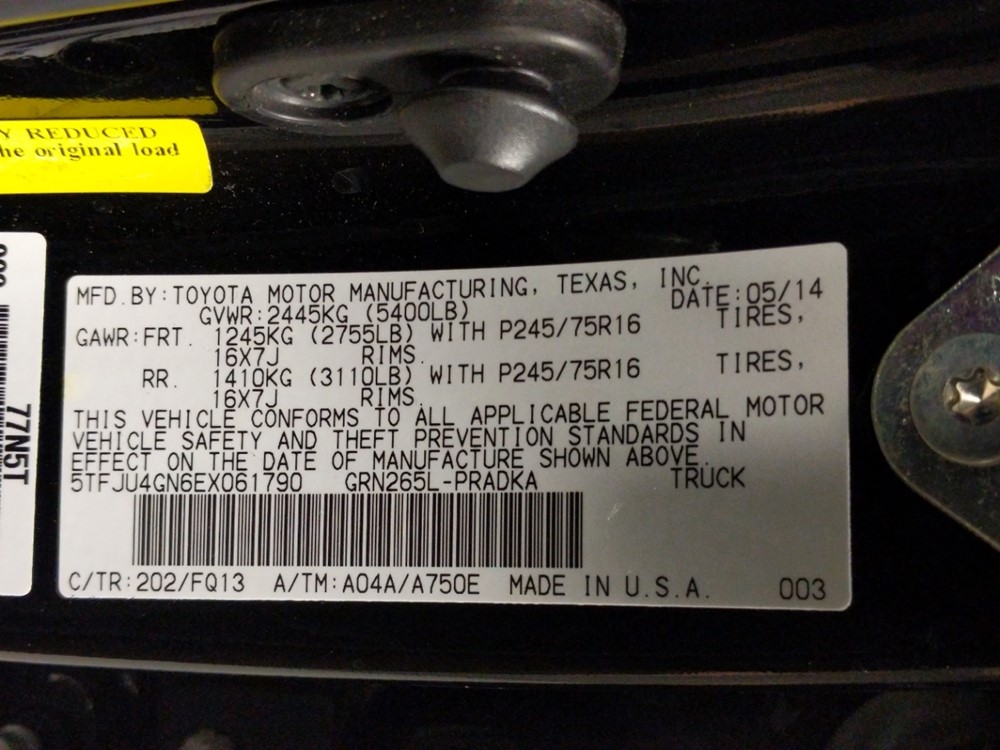 Y REDUCED
he original load
77N5T
MFD.BY:TOYOTA MOTOR MANUFACTURING, TEXAS, INC.
DATE:05/14
GVWR:2445KG (5400LB)
GAWR:FRT. 1245KG (2755LB) WITH P245/75R16 TIRES,
16X7J RIMS.
RR. 1410KG (3110LB) WITH P245/75R16 TIRES,
16X7J RIMS.
THIS VEHICLE CONFORMS TO ALL APPLICABLE FEDERAL MOTOR
VEHICLE SAFETY AND THEFT PREVENTION STANDARDS IN
EFFECT ON THE DATE OF MANUFACTURE SHOWN ABOVE.
5TFJU4GN6EX061790 GRN265L-PRADKA TRUCK
C/TR:202/FQ13 A/TM:A04A/A750E MADE IN U.S.A. 003